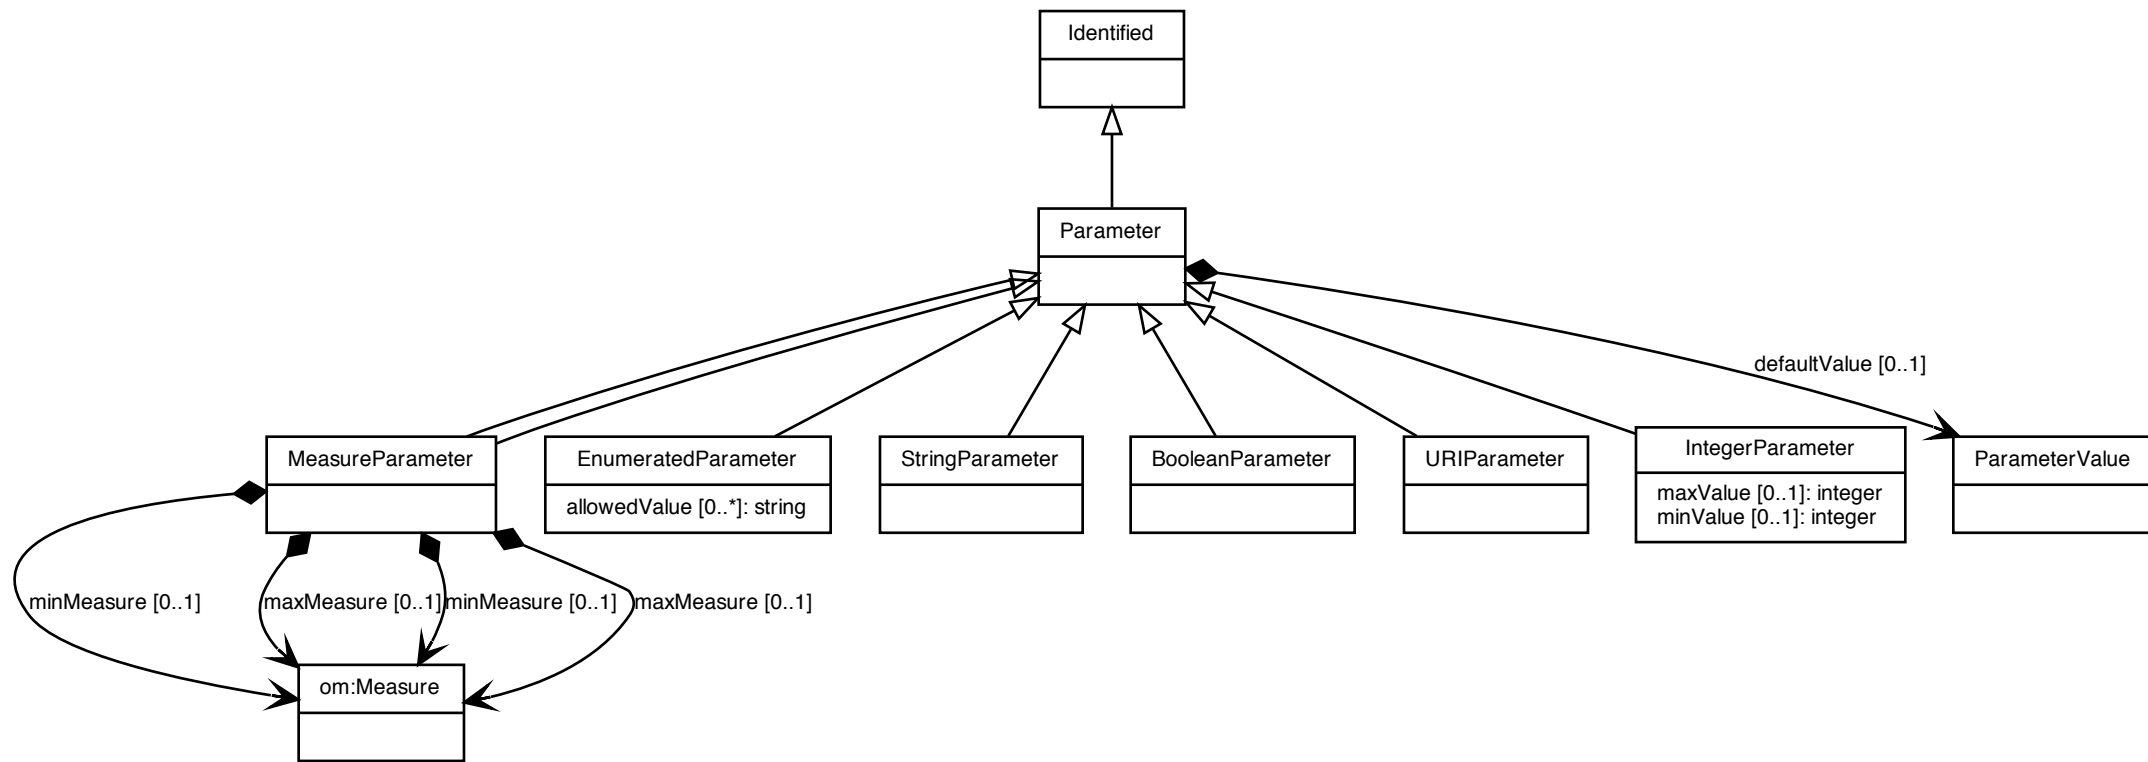 Identified
Parameter
defaultValue [0..1]
MeasureParameter
EnumeratedParameter
allowedValue [0..*]: string
StringParameter
BooleanParameter
URIParameter
IntegerParameter
maxValue [0..1]: integer
minValue [0..1]: integer
ParameterValue
minMeasure [0..1]
maxMeasure [0..1]
minMeasure [0..1]
maxMeasure [0..1]
om:Measure